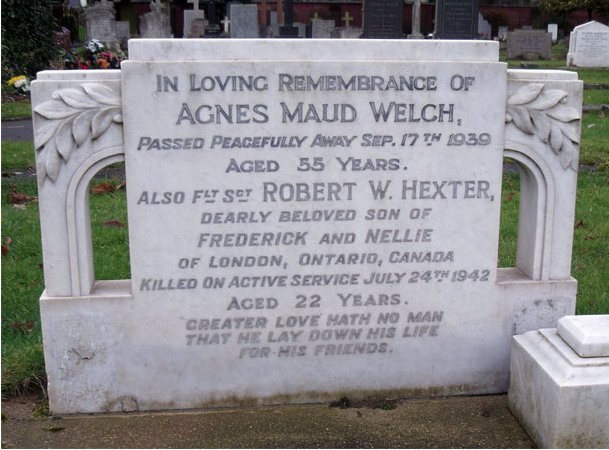 In Loving Remembrance Of
Agnes Maud Welch,
Passed Peacefully Away Sep. 17th 1939
Aged 55 Years.
Also Flt Sgt Robert W. Hexter,
Dearly Beloved Son of
Frederick and Nellie
of London, Ontario, Canada
Killed on Active Service July 24th 1942
Aged 22 Years.
Greater Love Hath No Man
That He Lay Down His Life
For His Friends.